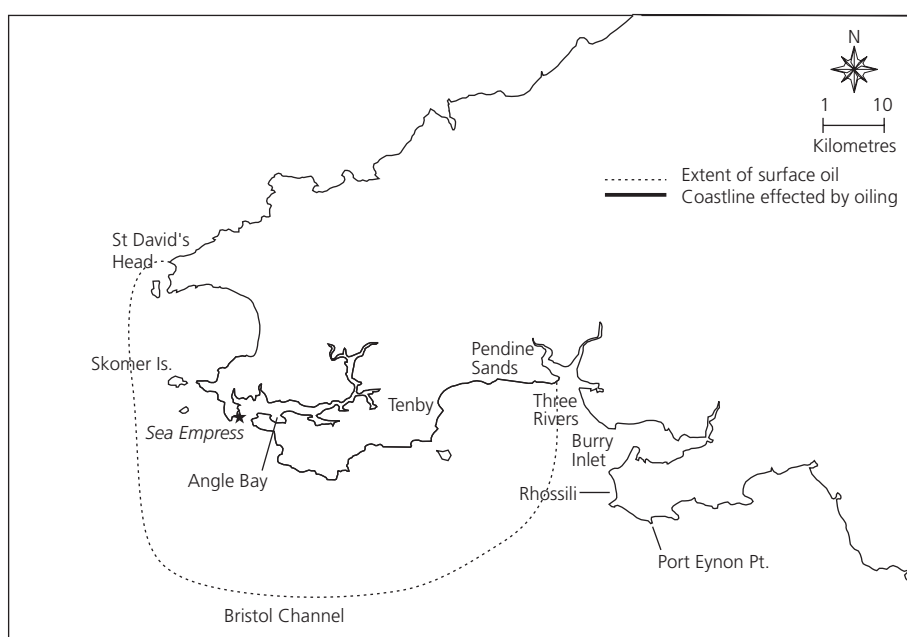 N
1 10
Kilometres
Extent of surface oil
Coastline effected by oiling
St David's
Head
Skomer Is.
Sea Empress
Angle Bay
Tenby
Pendine
Sands
Three
Rivers
Burry
Inlet
Rhossili
Port Eynon Pt.
Bristol Channel